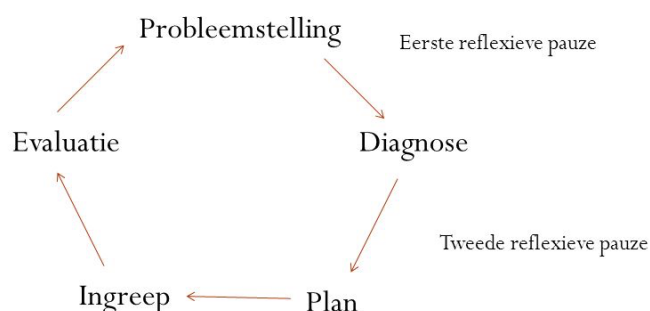 Probleemstelling
Eerste reflexieve pauze
Evaluatie
Diagnose
Tweede reflexieve pauze
Ingreep
Plan